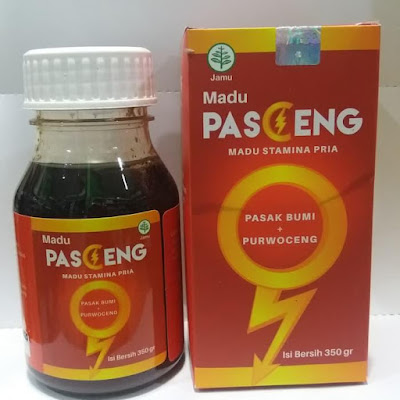 Jamu
Madu
PASCENG
MADU STAMINA PRIA
PASAK BUMI
+
PURWOCENG
Isi Bersih 350 gr
Jamu
Madu
PASCENG
MADU STAMINA PRIA
PASAK BUMI
+
PURWOCENG
Isi Bersih 350 gr